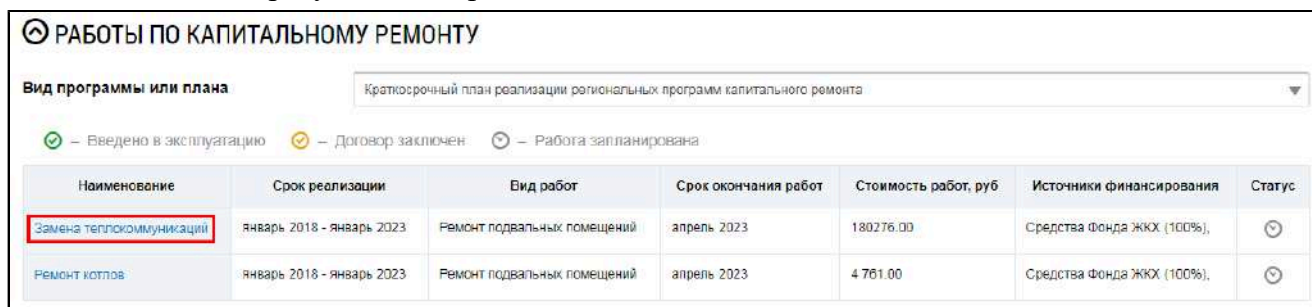 РАБОТЫ ПО КАПИТАЛЬНОМУ РЕМОНТУ
Вид программы или плана
Краткосрочный план реализации региональных программ капитального ремонта
– Введено в эксплуатацию – Договор заключен – Работа запланирована
Наименование Срок реализации Вид работ Срок окончания работ Стоимость работ, руб Источники финансирования Статус
Замена теплокоммуникаций январь 2018 - январь 2023 Ремонт подвальных помещений апрель 2023 180276.00 Средства Фонда ЖКХ (100%),
Ремонт котлов январь 2018 - январь 2023 Ремонт подвальных помещений апрель 2023 4 761.00 Средства Фонда ЖКХ (100%),